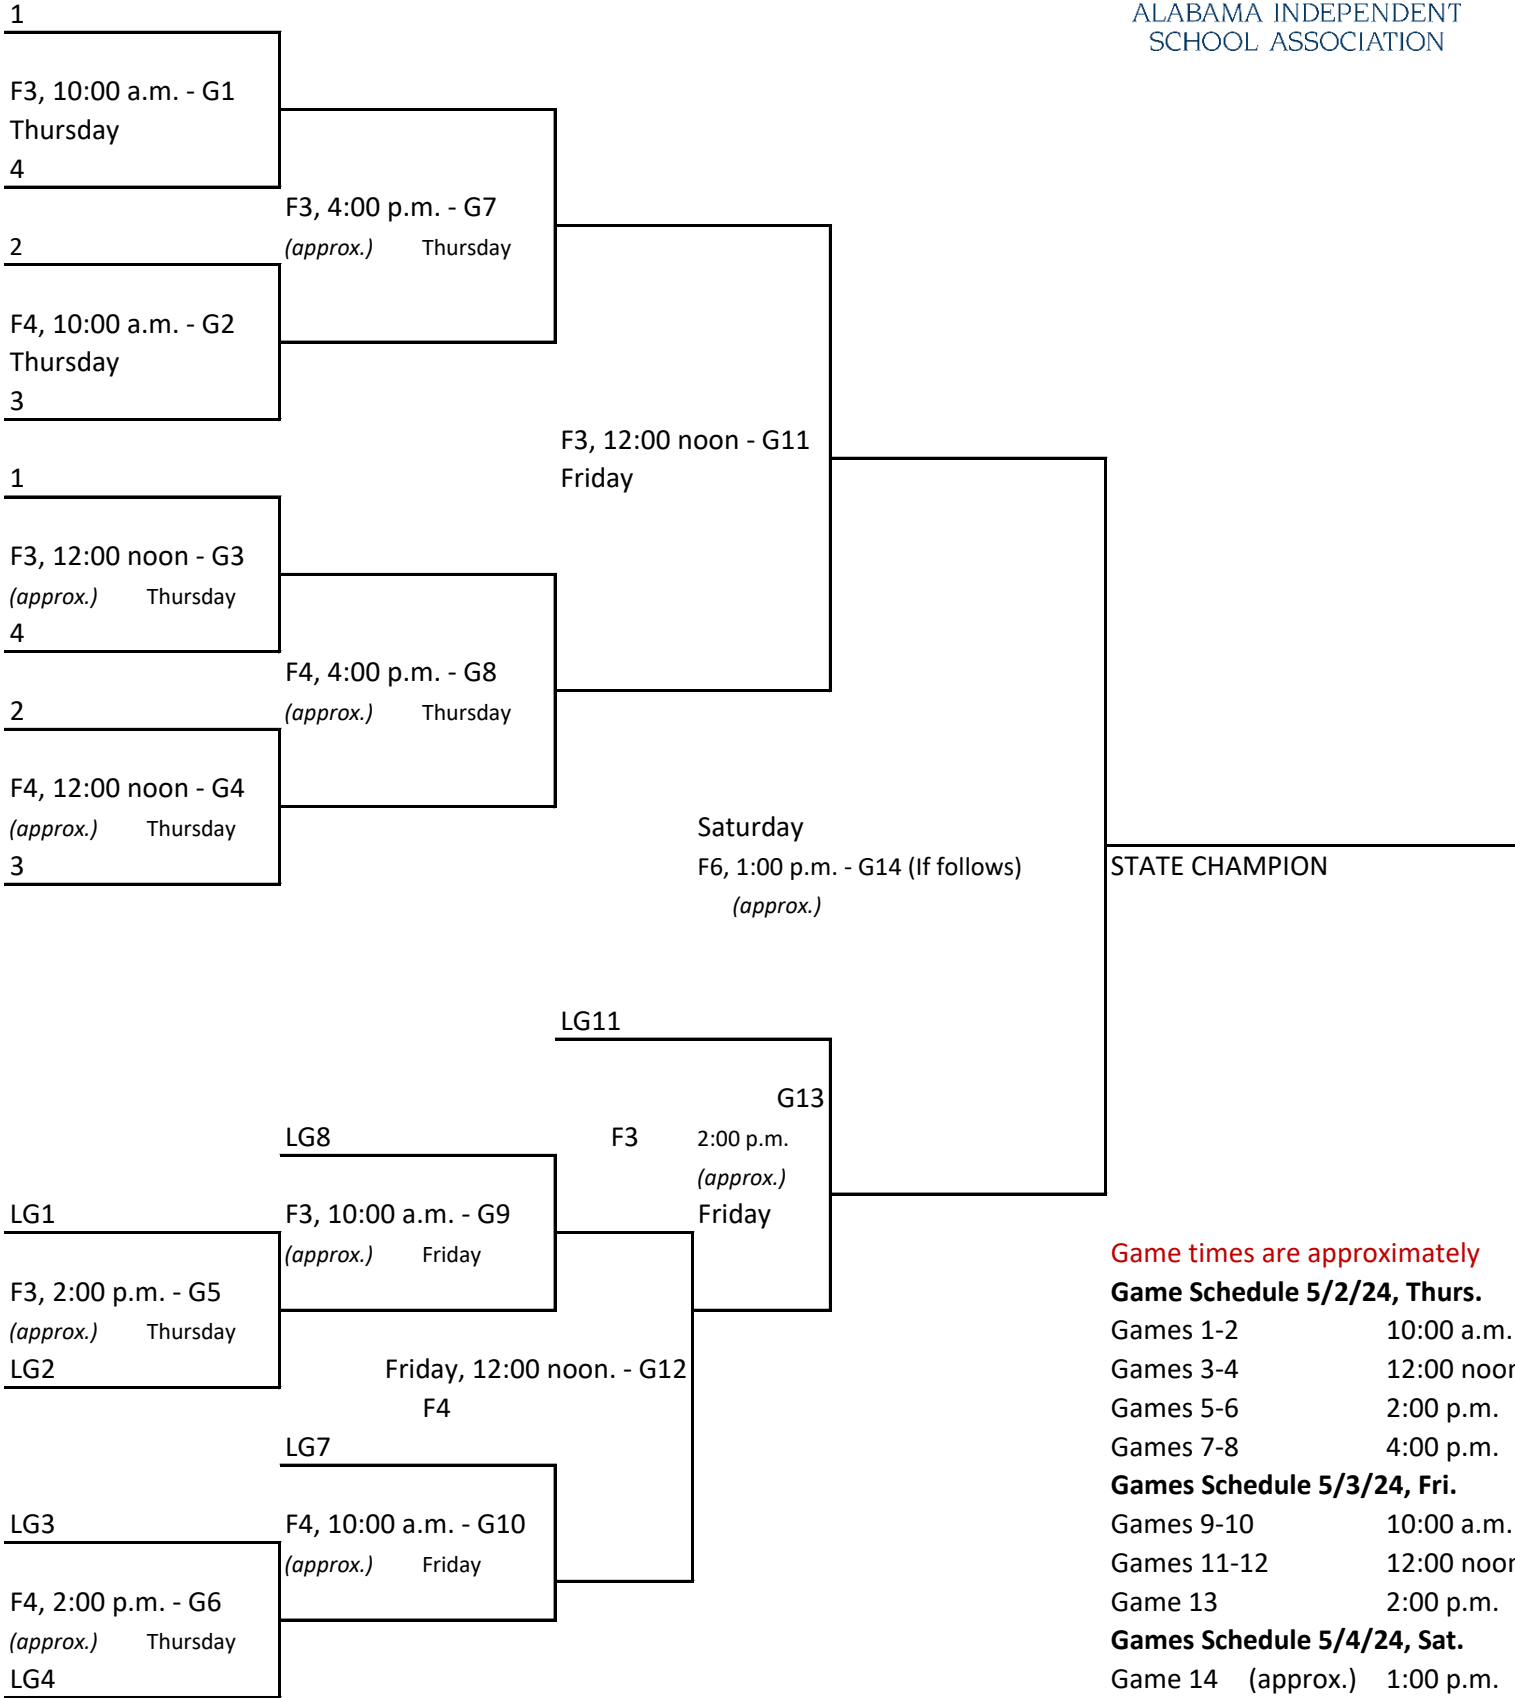 1
ALABAMA INDEPENDENT
SCHOOL ASSOCIATION
F3, 10:00 a.m. - G1
Thursday
4
F3, 4:00 p.m. - G7
(approx.) Thursday
2
F4, 10:00 a.m. - G2
Thursday
3
F3, 12:00 noon - G11
Friday
1
F3, 12:00 noon - G3
(approx.) Thursday
4
F4, 4:00 p.m. - G8
(approx.) Thursday
2
F4, 12:00 noon - G4
(approx.) Thursday
3
Saturday
F6, 1:00 p.m. - G14 (If follows)
(approx.)
STATE CHAMPION
LG11
G13
LG8
F3 2:00 p.m.
(approx.)
Friday
LG1
F3, 10:00 a.m. - G9
(approx.) Friday
F3, 2:00 p.m. - G5
(approx.) Thursday
LG2
Friday, 12:00 noon. - G12
F4
LG7
LG3
F4, 10:00 a.m. - G10
(approx.) Friday
F4, 2:00 p.m. - G6
(approx.) Thursday
LG4
Game times are approximately
Game Schedule 5/2/24, Thurs.
Games 1-2 10:00 a.m.
Games 3-4 12:00 noon
Games 5-6 2:00 p.m.
Games 7-8 4:00 p.m.
Games Schedule 5/3/24, Fri.
Games 9-10 10:00 a.m.
Games 11-12 12:00 noon
Game 13 2:00 p.m.
Games Schedule 5/4/24, Sat.
Game 14 (approx.) 1:00 p.m.